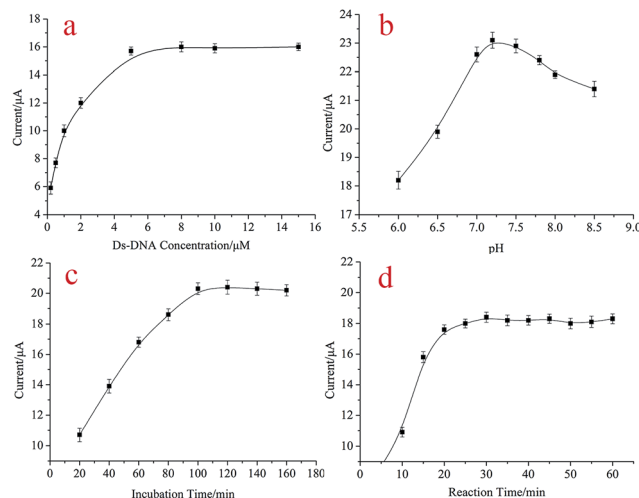 a
Current/μA
18
16
14
12
10
8
6
4
0 2 4 6 8 10 12 14 16
Ds-DNA Concentration/μM
b
Current/μA
24
23
22
21
20
19
18
17
5.5 6.0 6.5 7.0 7.5 8.0 8.5 9.0
pH
c
Current/μA
22
20
18
16
14
12
10
0 20 40 60 80 100 120 140 160 180
Incubation Time/min
d
Current/μA
22
20
18
16
14
12
10
0 10 20 30 40 50 60
Reaction Time/min